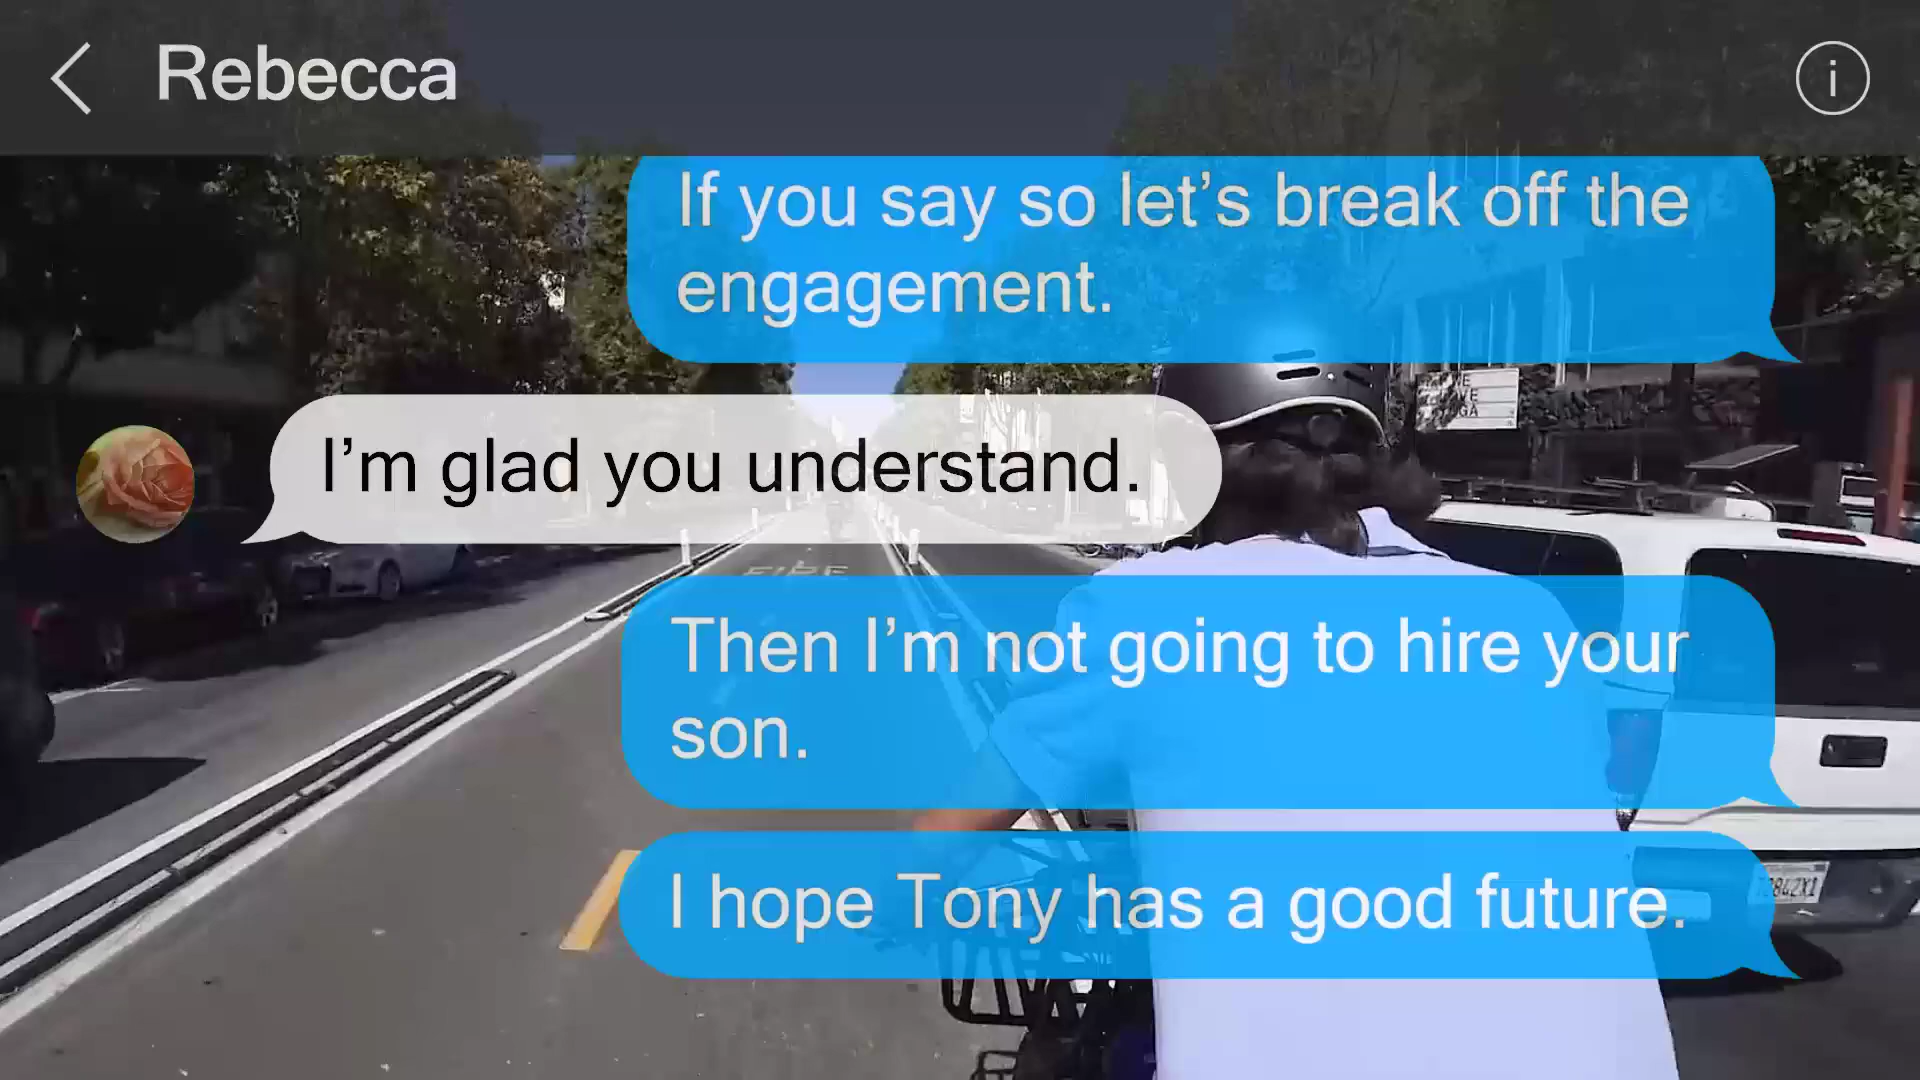 Rebecca
If you say so let’s break off the
engagement.
I’m glad you understand.
Then I’m not going to hire your
son.
I hope Tony has a good future.
FIRE